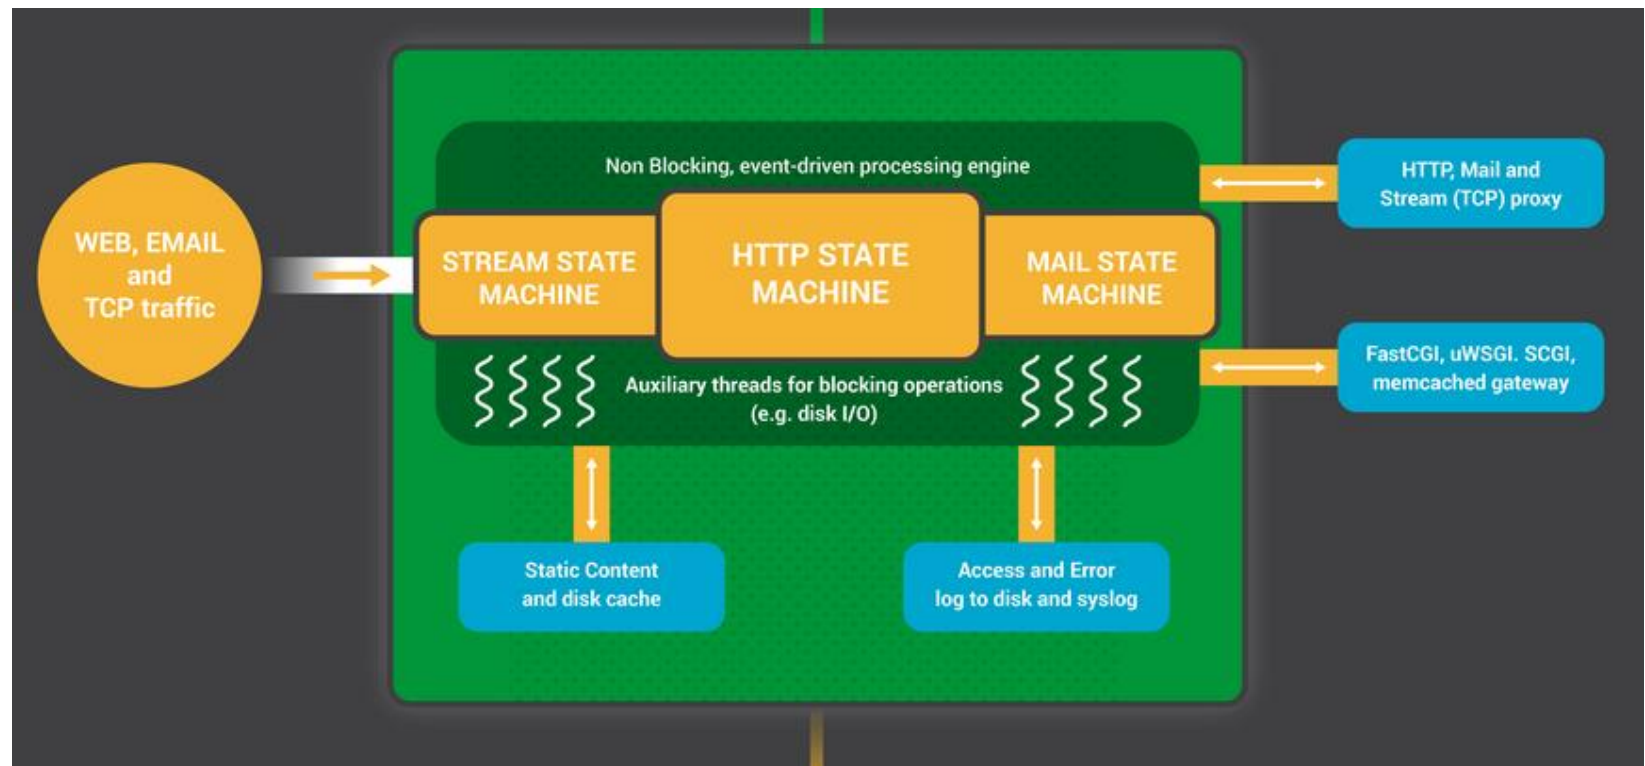 WEB, EMAIL
and
TCP traffic
Non Blocking, event-driven processing engine
STREAM STATE
MACHINE
HTTP STATE
MACHINE
MAIL STATE
MACHINE
Auxiliary threads for blocking operations
(e.g. disk I/O)
HTTP, Mail and
Stream (TCP) proxy
FastCGI, uWSGI. SCGI,
memcached gateway
Static Content
and disk cache
Access and Error
log to disk and syslog